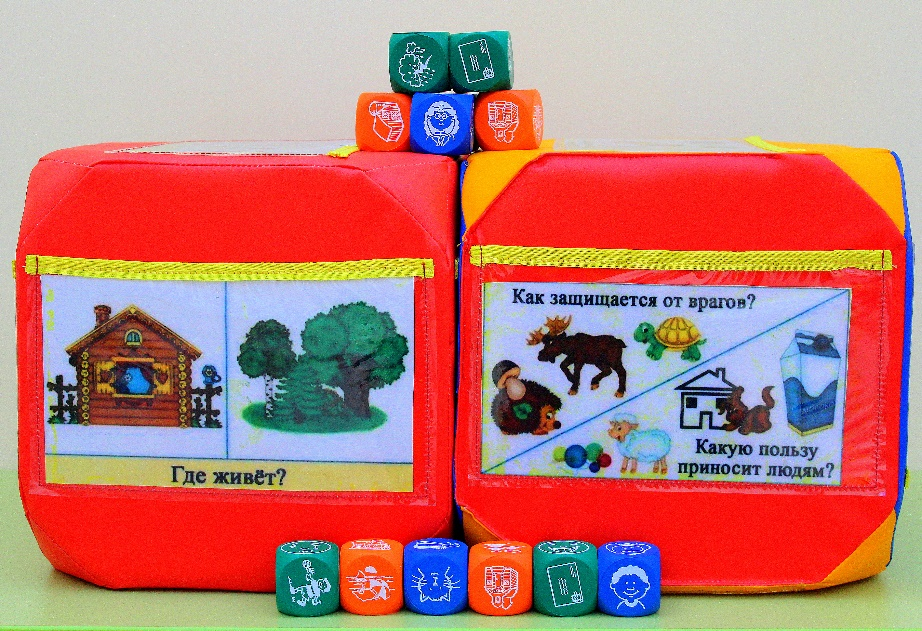 Где живёт?
Как защищается от врагов?
Какую пользу
приносит людям?